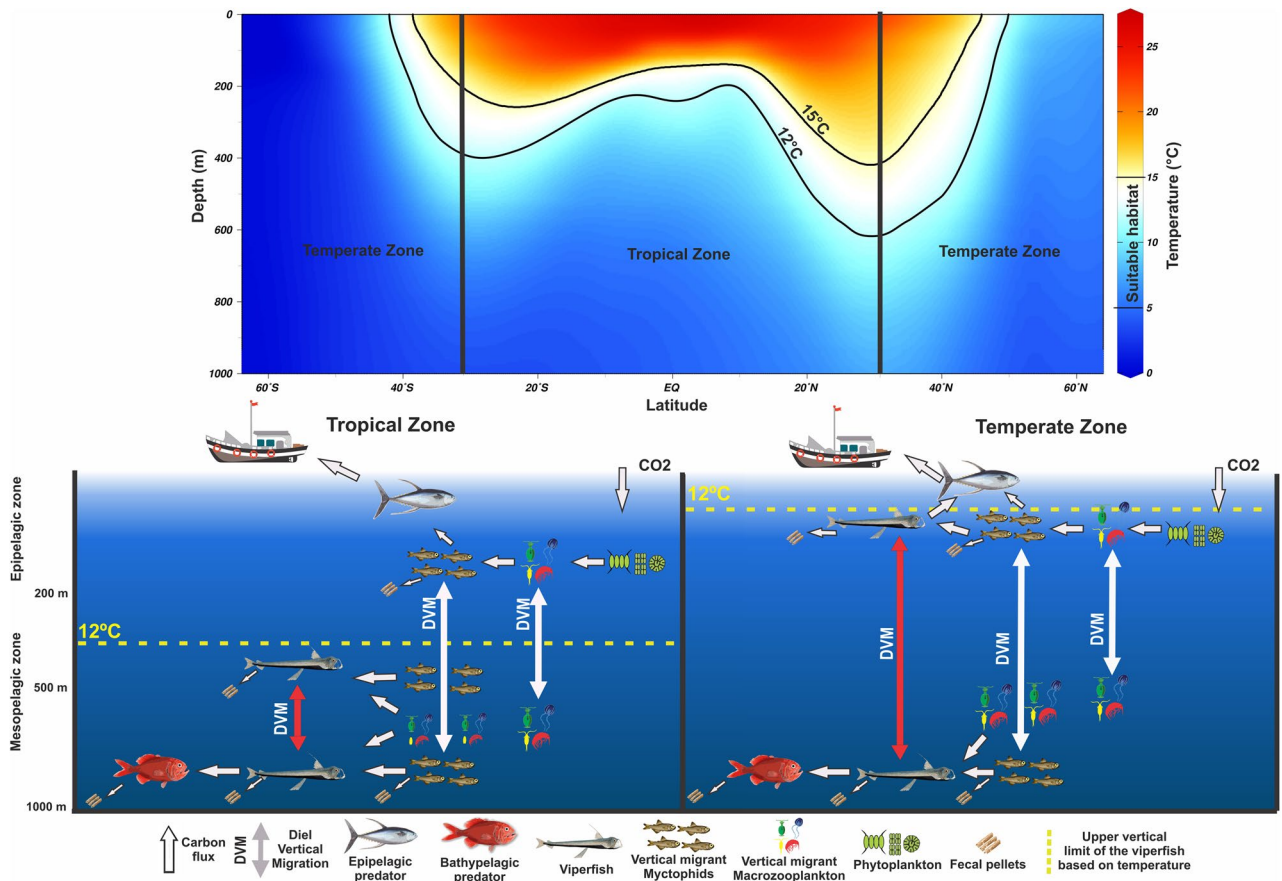 0
200
400
600
800
1000
Depth (m)
15°C
12°C
Temperate Zone
Tropical Zone
Temperate Zone
60°S
40°S
20°S
EQ
20°N
40°N
60°N
Latitude
25
20
15
10
5
0
Suitable habitat
Temperature (°C)
Tropical Zone
CO2
Epipelagic zone
200 m
12ºC
Mesopelagic zone
500 m
1000 m
DVM
DVM
DVM
Temperate Zone
CO2
12ºC
DVM
DVM
DVM
Carbon
flux
DVM
Diel
Vertical
Migration
Epipelagic
predator
Bathypelagic
predator
Viperfish
Vertical migrant
Myctophids
Vertical migrant
Macrozooplankton
Phytoplankton
Fecal pellets
Upper vertical
limit of the viperfish
based on temperature